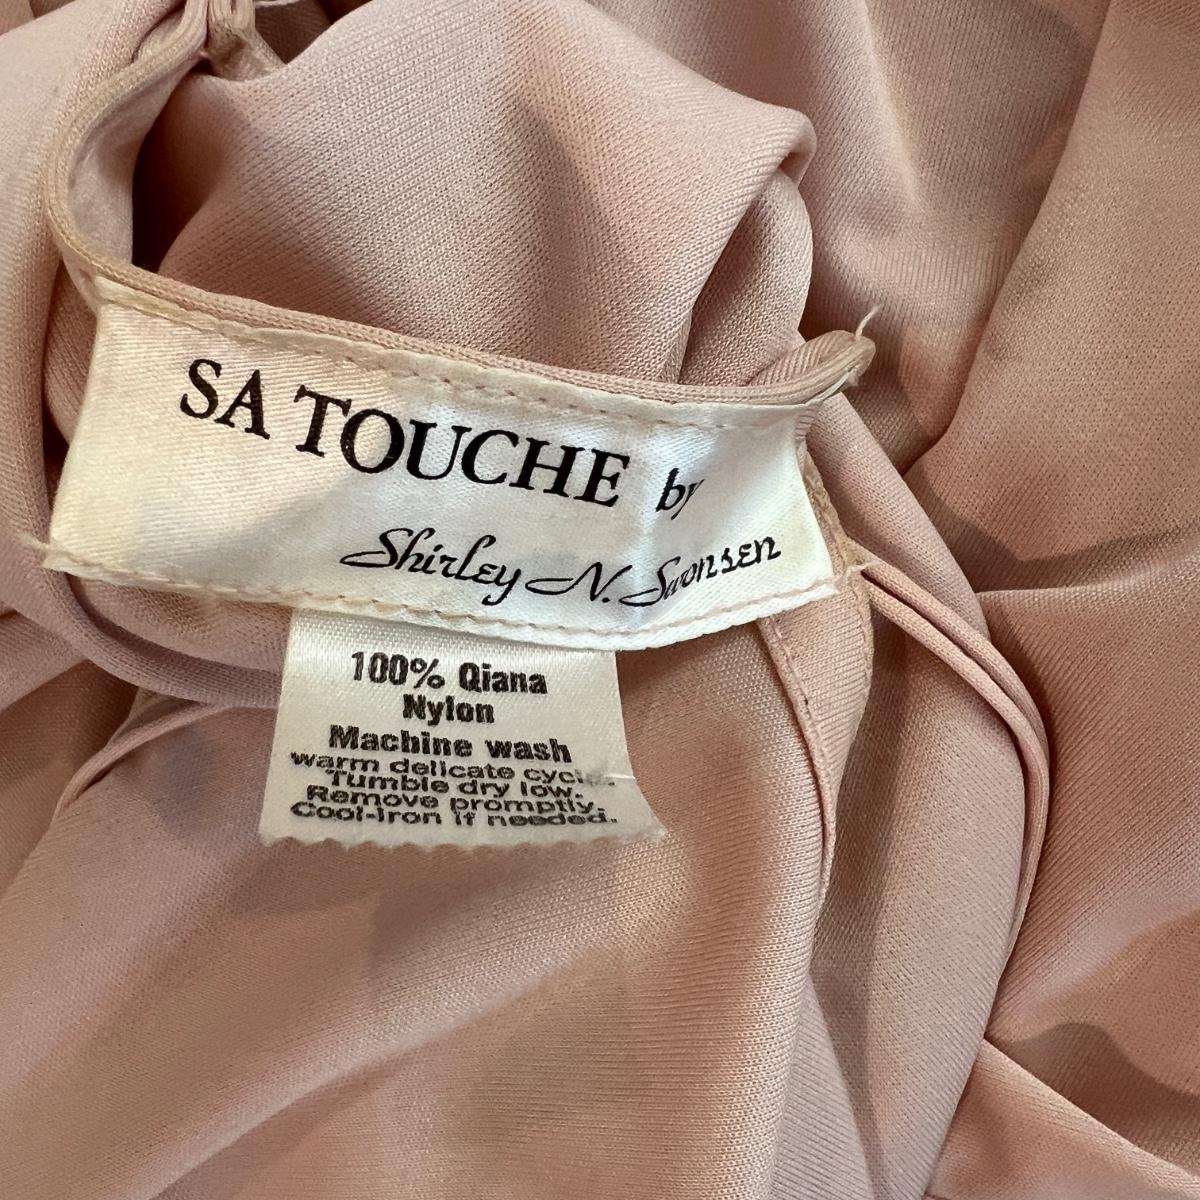 SA TOUCHE by
Shirley N. Swonsen
100% Qiana
Nylon
Machine wash
warm delicate cycle.
Tumble dry low.
Remove promptly.
Cool-Iron if needed.